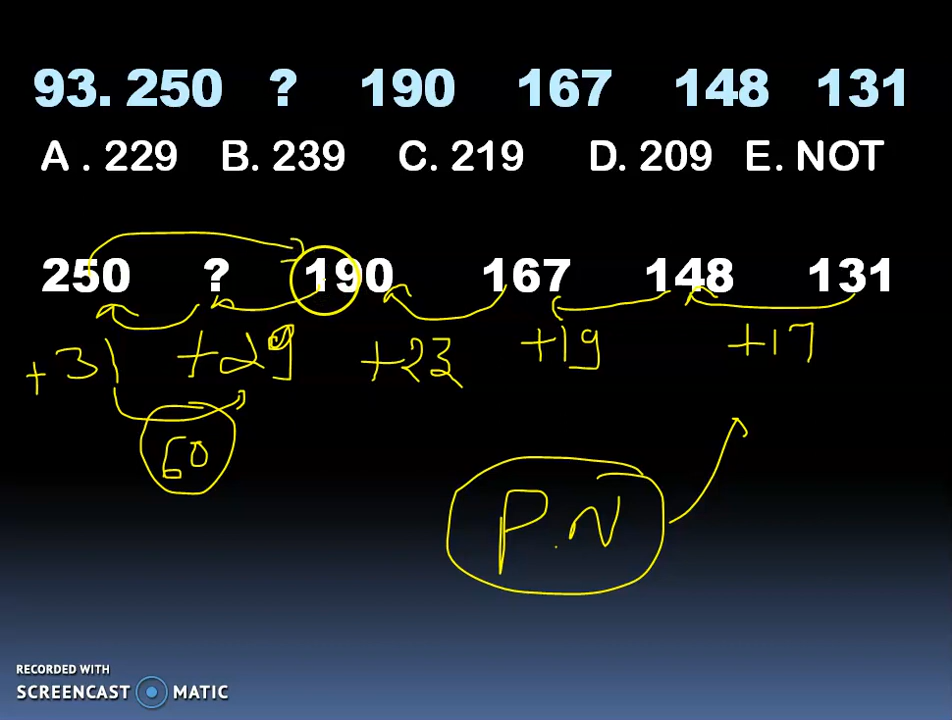 93. 250 ? 190 167 148 131
A . 229 B. 239 C. 219 D. 209 E. NOT
250 ? 190 167 148 131
+31 +29 +23 +19 +17
60
P.N
RECORDED WITH
SCREENCAST MATIC